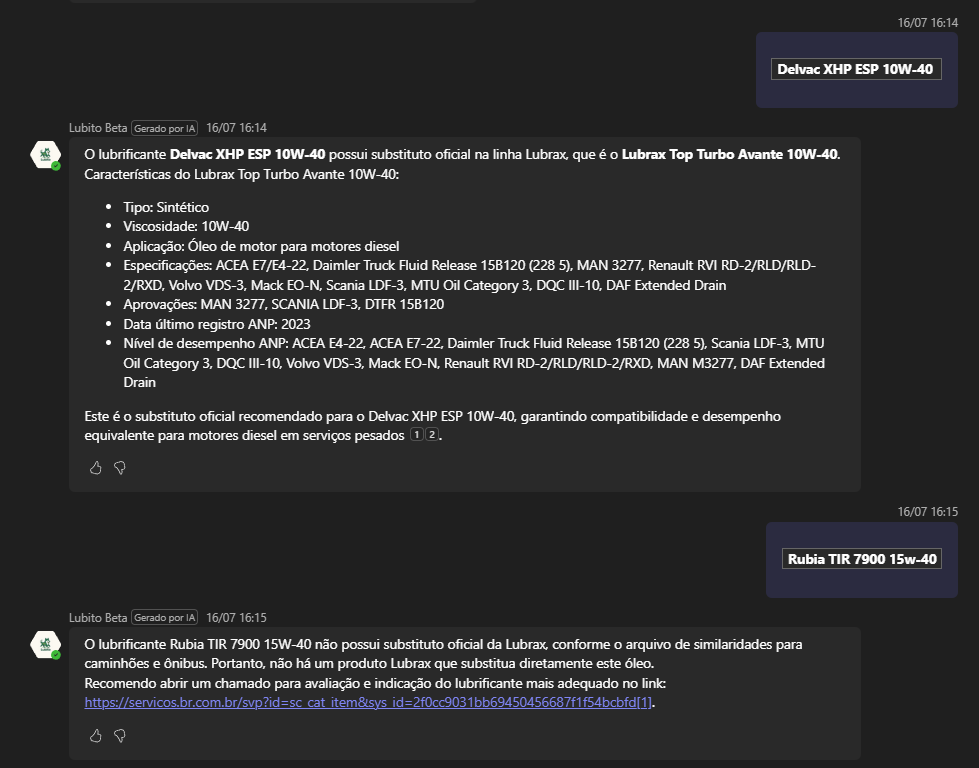 16/07 16:14
Delvac XHP ESP 10W-40
Lubito Beta Gerado por IA 16/07 16:14
O lubrificante Delvac XHP ESP 10W-40 possui substituto oficial na linha Lubrax, que é o Lubrax Top Turbo Avante 10W-40.
Características do Lubrax Top Turbo Avante 10W-40:
• Tipo: Sintético
• Viscosidade: 10W-40
• Aplicação: Óleo de motor para motores diesel
• Especificações: ACEA E7/E4-22, Daimler Truck Fluid Release 15B120 (228 5), MAN 3277, Renault RVI RD-2/RLD/RLD-
2/RXD, Volvo VDS-3, Mack EO-N, Scania LDF-3, MTU Oil Category 3, DQC III-10, DAF Extended Drain
• Aprovações: MAN 3277, SCANIA LDF-3, DTFR 15B120
• Data último registro ANP: 2023
• Nível de desempenho ANP: ACEA E4-22, ACEA E7-22, Daimler Truck Fluid Release 15B120 (228 5), Scania LDF-3, MTU
Oil Category 3, DQC III-10, Volvo VDS-3, Mack EO-N, Renault RVI RD-2/RLD/RLD-2/RXD, MAN M3277, DAF Extended
Drain
Este é o substituto oficial recomendado para o Delvac XHP ESP 10W-40, garantindo compatibilidade e desempenho
equivalente para motores diesel em serviços pesados 1 2.
16/07 16:15
Rubia TIR 7900 15w-40
Lubito Beta Gerado por IA 16/07 16:15
O lubrificante Rubia TIR 7900 15W-40 não possui substituto oficial da Lubrax, conforme o arquivo de similaridades para
caminhões e ônibus. Portanto, não há um produto Lubrax que substitua diretamente este óleo.
Recomendo abrir um chamado para avaliação e indicação do lubrificante mais adequado no link:
https://servicos.br.com.br/svp?id=sc_cat_item&sys_id=2f0cc9031bb69450456687f1f54bcbfd[1].